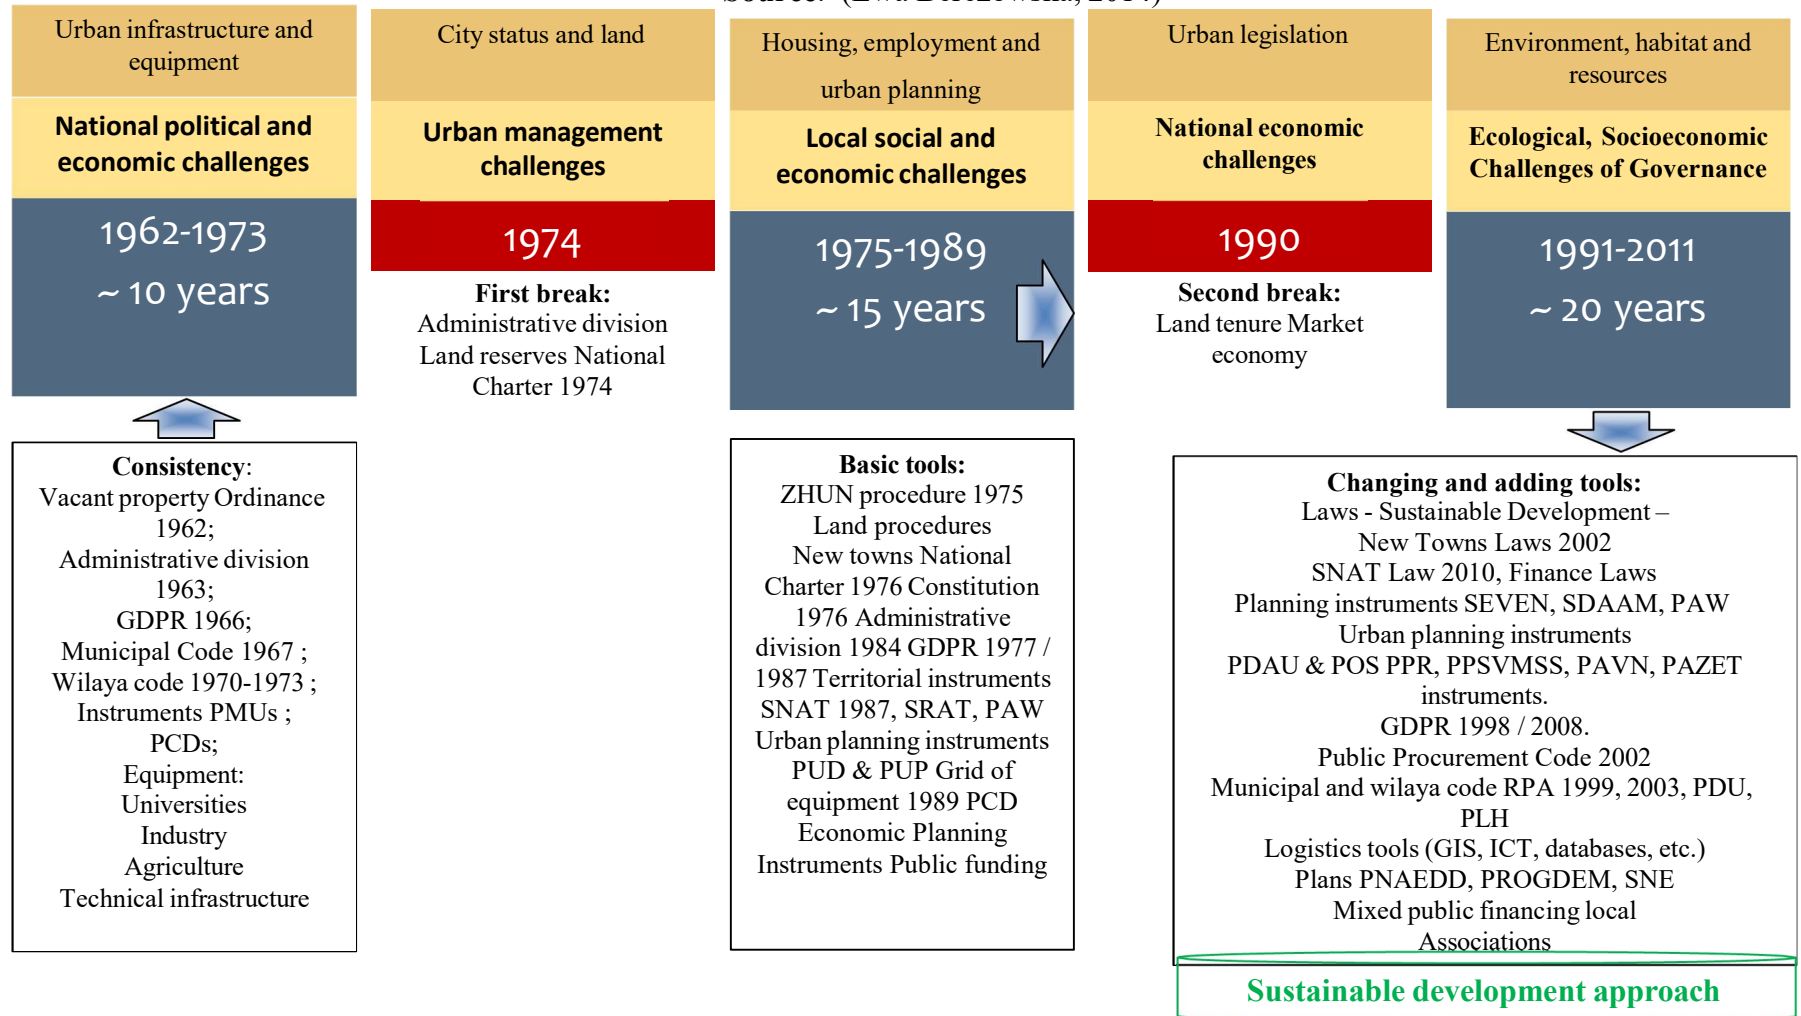 Urban infrastructure and
equipment
National political and
economic challenges
1962-1973
~ 10 years
Consistency:
Vacant property Ordinance
1962;
Administrative division
1963;
GDPR 1966;
Municipal Code 1967 ;
Wilaya code 1970-1973 ;
Instruments PMUs ;
PCDs;
Equipment:
Universities
Industry
Agriculture
Technical infrastructure
City status and land
Urban management
challenges
1974
First break:
Administrative division
Land reserves National
Charter 1974
Housing, employment and
urban planning
Local social and
economic challenges
1975-1989
~ 15 years
Basic tools:
ZHUN procedure 1975
Land procedures
New towns National
Charter 1976 Constitution
1976 Administrative
division 1984 GDPR 1977 /
1987 Territorial instruments
SNAT 1987, SRAT, PAW
Urban planning instruments
PUD & PUP Grid of
equipment 1989 PCD
Economic Planning
Instruments Public funding
Urban legislation
National economic
challenges
1990
Second break:
Land tenure Market
economy
Environment, habitat and
resources
Ecological, Socioeconomic
Challenges of Governance
1991-2011
~ 20 years
Changing and adding tools:
Laws - Sustainable Development –
New Towns Laws 2002
SNAT Law 2010, Finance Laws
Planning instruments SEVEN, SDAAM, PAW
Urban planning instruments
PDAU & POS PPR, PPSVMSS, PAVN, PAZET
instruments.
GDPR 1998 / 2008.
Public Procurement Code 2002
Municipal and wilaya code RPA 1999, 2003, PDU,
PLH
Logistics tools (GIS, ICT, databases, etc.)
Plans PNAEDD, PROGDEM, SNE
Mixed public financing local
Associations
Sustainable development approach